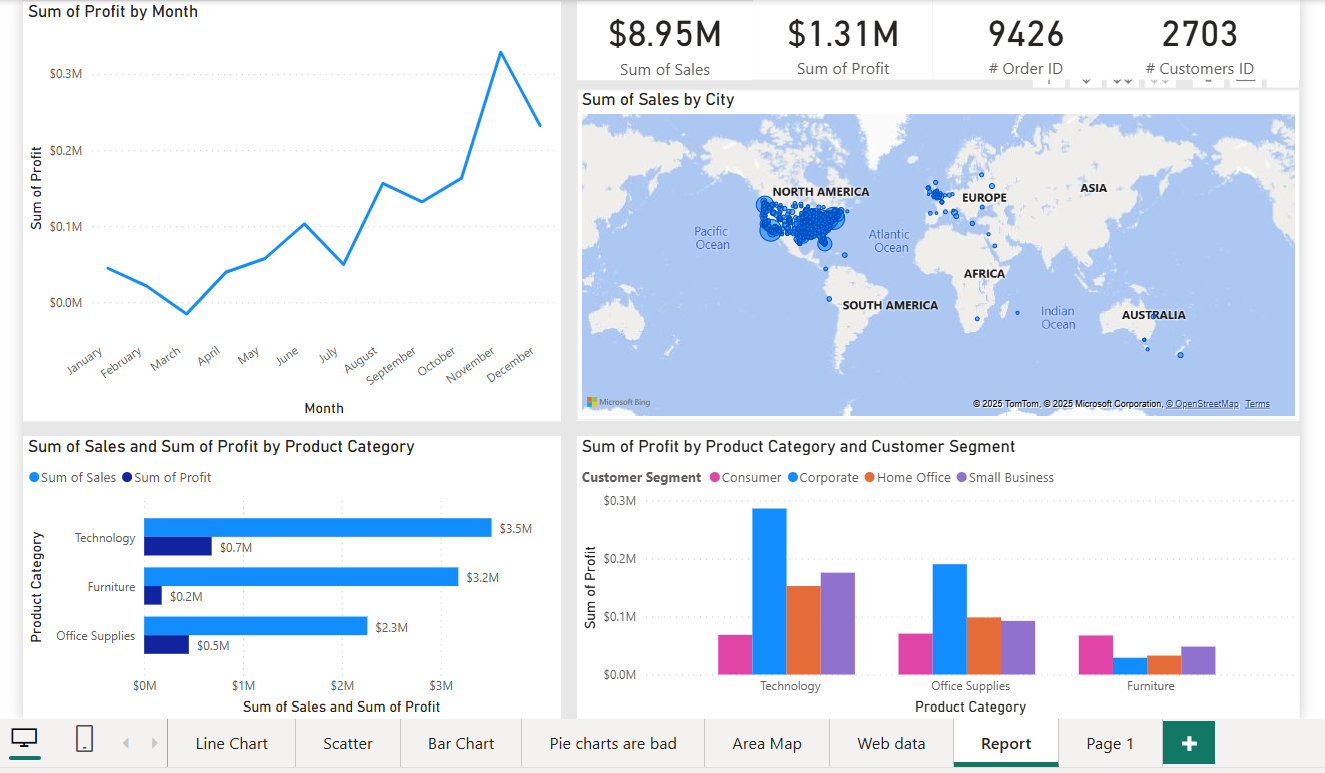 Sum of Profit by Month
$0.3M
$0.2M
$0.1M
$0.0M
Sum of Profit
January
February
March
April
May
June
July
August
September
October
November
December
Month
$8.95M
Sum of Sales
$1.31M
Sum of Profit
9426
# Order ID
2703
# Customers ID
Sum of Sales by City
NORTH AMERICA
EUROPE
ASIA
Pacific
Ocean
Atlantic
Ocean
AFRICA
SOUTH AMERICA
Indian
Ocean
AUSTRALIA
Microsoft Bing
© 2025 TomTom, © 2025 Microsoft Corporation, © OpenStreetMap Terms
Sum of Sales and Sum of Profit by Product Category
Sum of Sales Sum of Profit
Product Category
Technology
$3.5M
$0.7M
Furniture
$3.2M
$0.2M
Office Supplies
$2.3M
$0.5M
$0M $1M $2M $3M
Sum of Sales and Sum of Profit
Sum of Profit by Product Category and Customer Segment
Customer Segment Consumer Corporate Home Office Small Business
$0.3M
$0.2M
$0.1M
$0.0M
Sum of Profit
Technology Office Supplies Furniture
Product Category
Line Chart Scatter Bar Chart Pie charts are bad Area Map Web data Report Page 1 +